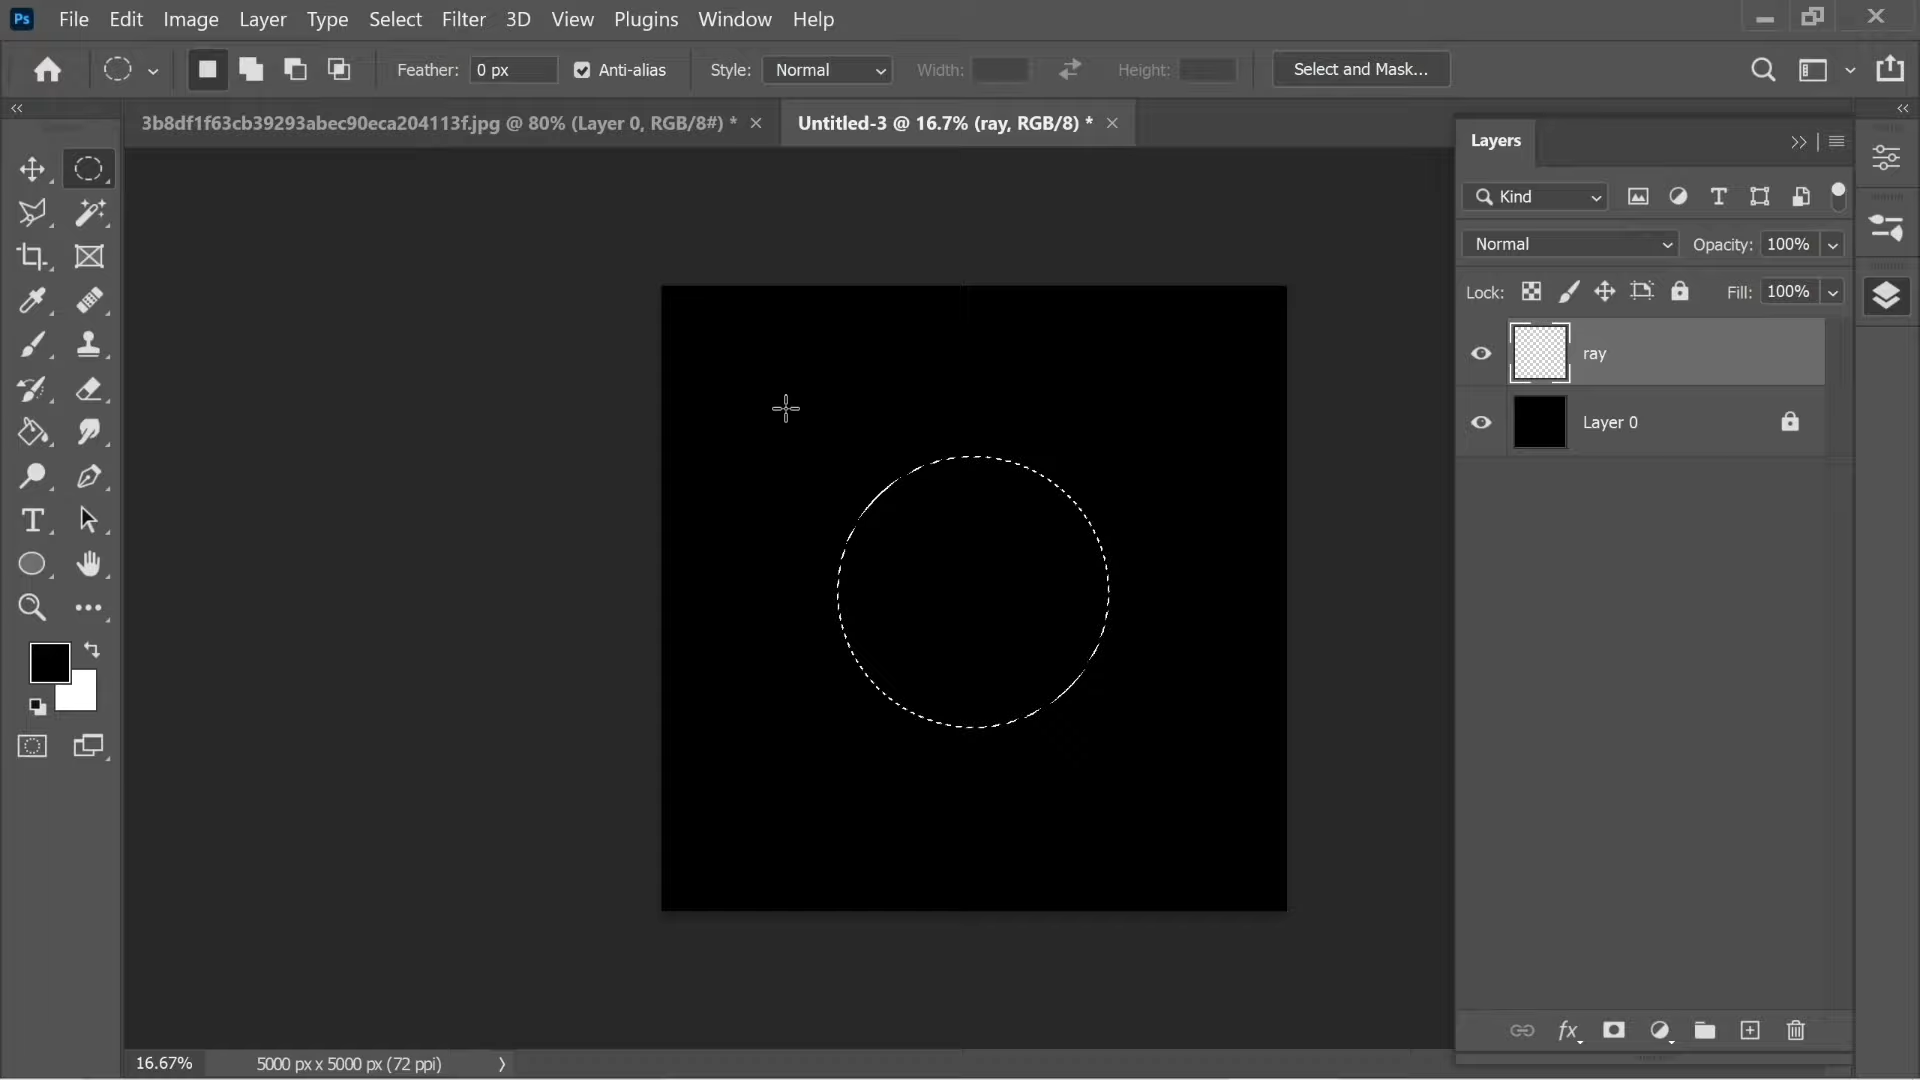 Ps File Edit Image Layer Type Select Filter 3D View Plugins Window Help
Feather: 0 px Anti-alias Style: Normal Width: Height: Select and Mask...
3b8df1f63cb39293abec90eca204113f.jpg @ 80% (Layer 0, RGB/8#) * Untitled-3 @ 16.7% (ray, RGB/8) *
Layers
Kind
Normal Opacity: 100%
Lock: Fill: 100%
ray
Layer 0
16.67% 5000 px x 5000 px (72 ppi)